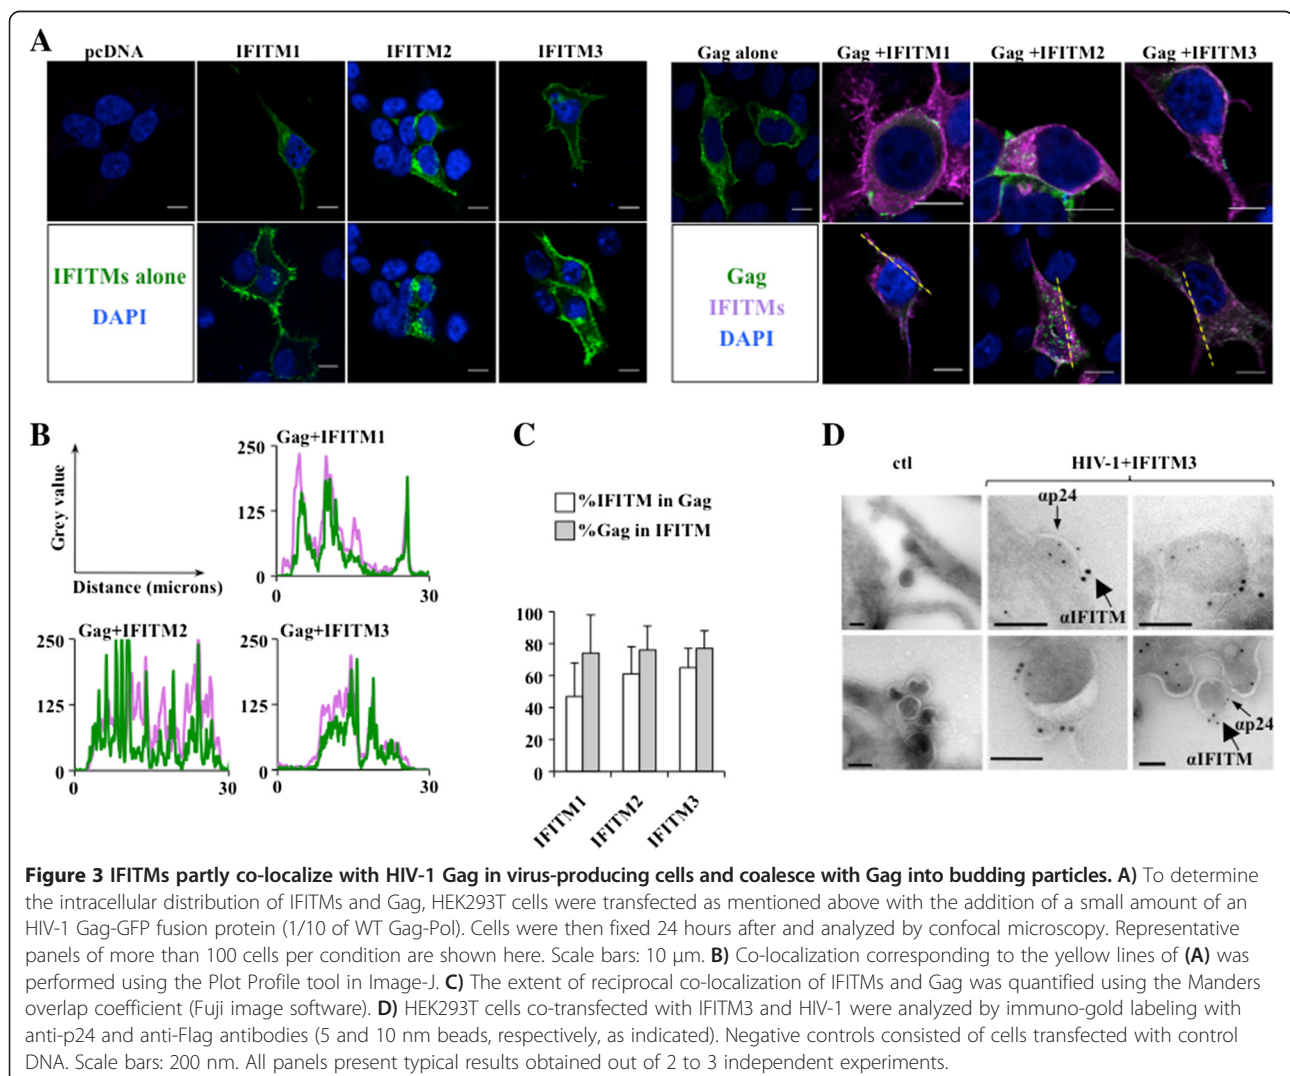 A
pcDNA
IFITM1
IFITM2
IFITM3
Gag alone
Gag +IFITM1
Gag +IFITM2
Gag +IFITM3
IFITMs alone
DAPI
Gag
IFITMs
DAPI
B
Grey value
Distance (microns)
Gag+IFITM1
250
125
0
0
30
Gag+IFITM2
250
125
0
0
30
Gag+IFITM3
250
125
0
0
30
C
%IFITM in Gag
%Gag in IFITM
100
80
60
40
20
0
IFITM1
IFITM2
IFITM3
D
ctl
HIV-1+IFITM3
αp24
αIFITM
αp24
αIFITM
Figure 3 IFITMs partly co-localize with HIV-1 Gag in virus-producing cells and coalesce with Gag into budding particles. A) To determine
the intracellular distribution of IFITMs and Gag, HEK293T cells were transfected as mentioned above with the addition of a small amount of an
HIV-1 Gag-GFP fusion protein (1/10 of WT Gag-Pol). Cells were then fixed 24 hours after and analyzed by confocal microscopy. Representative
panels of more than 100 cells per condition are shown here. Scale bars: 10 μm. B) Co-localization corresponding to the yellow lines of (A) was
performed using the Plot Profile tool in Image-J. C) The extent of reciprocal co-localization of IFITMs and Gag was quantified using the Manders
overlap coefficient (Fuji image software). D) HEK293T cells co-transfected with IFITM3 and HIV-1 were analyzed by immuno-gold labeling with
anti-p24 and anti-Flag antibodies (5 and 10 nm beads, respectively, as indicated). Negative controls consisted of cells transfected with control
DNA. Scale bars: 200 nm. All panels present typical results obtained out of 2 to 3 independent experiments.